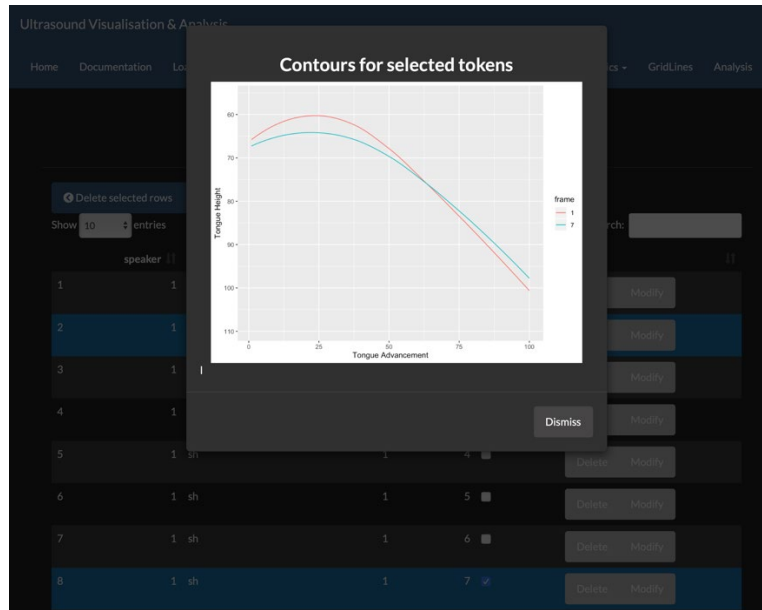 Ultrasound Visualisation & Analysis
Home Documentation GridLines Analysis
Contours for selected tokens
60
70
80
90
100
110
Tongue Height
0 25 50 75 100
Tongue Advancement
frame
1
7
Delete selected rows
Show 10 entries
speaker
1 1 Modify
2 1 Modify
3 1 Modify
4 1 Modify
5 1 sh 1 4 Delete Modify
6 1 sh 1 5 Delete Modify
7 1 sh 1 6 Delete Modify
8 1 sh 1 7 Delete Modify
Dismiss